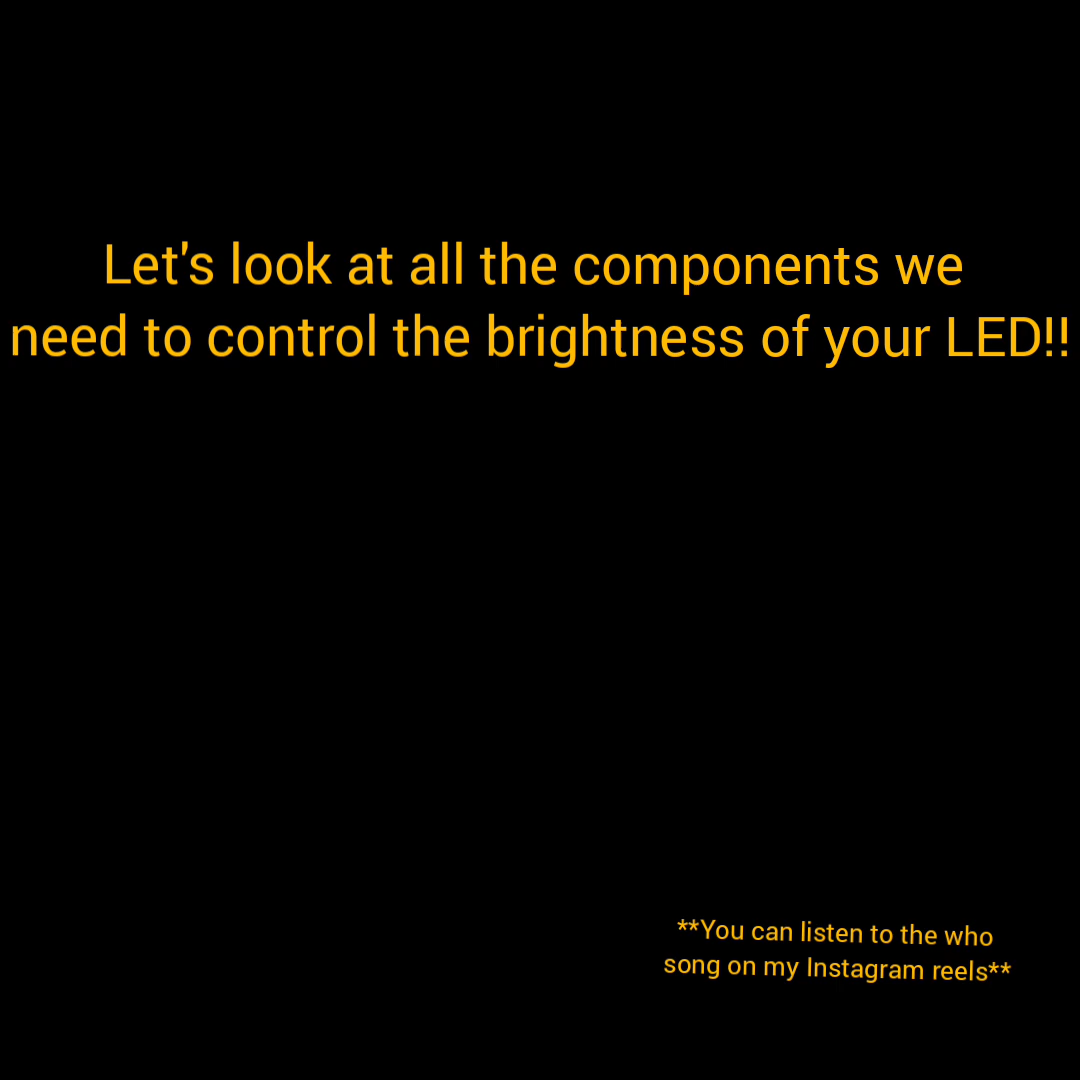 Let's look at all the components we
need to control the brightness of your LED!!
**You can listen to the who
song on my Instagram reels**